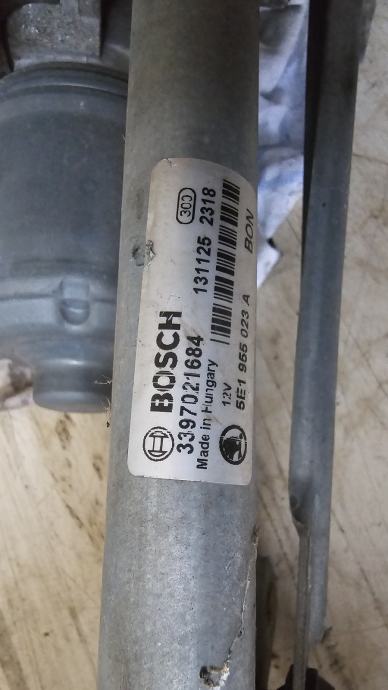 BOSCH
3397021684
Made in Hungary
300
131125 2318
12V
5E1 955 023 A
BON